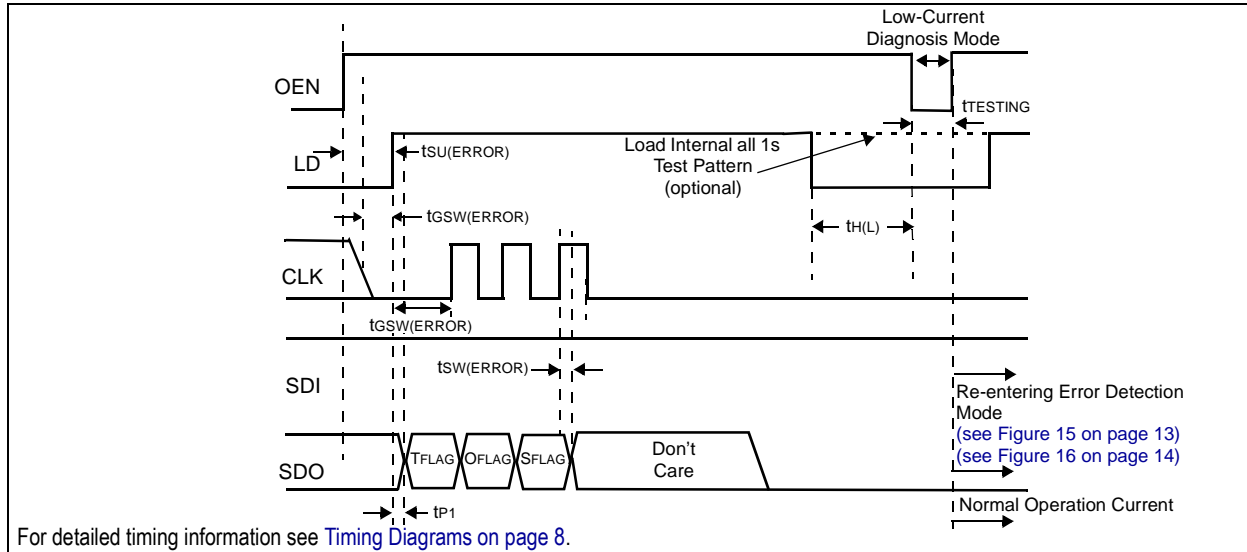 Low-Current
Diagnosis Mode
OEN
tTESTING
LD
tSU(ERROR)
Load Internal all 1s
Test Pattern
(optional)
tGSW(ERROR)
tH(L)
CLK
tGSW(ERROR)
tSW(ERROR)
SDI
Re-entering Error Detection
Mode
(see Figure 15 on page 13)
(see Figure 16 on page 14)
SDO
TFLAG
OFLAG
SFLAG
Don't
Care
tP1
Normal Operation Current
For detailed timing information see Timing Diagrams on page 8.